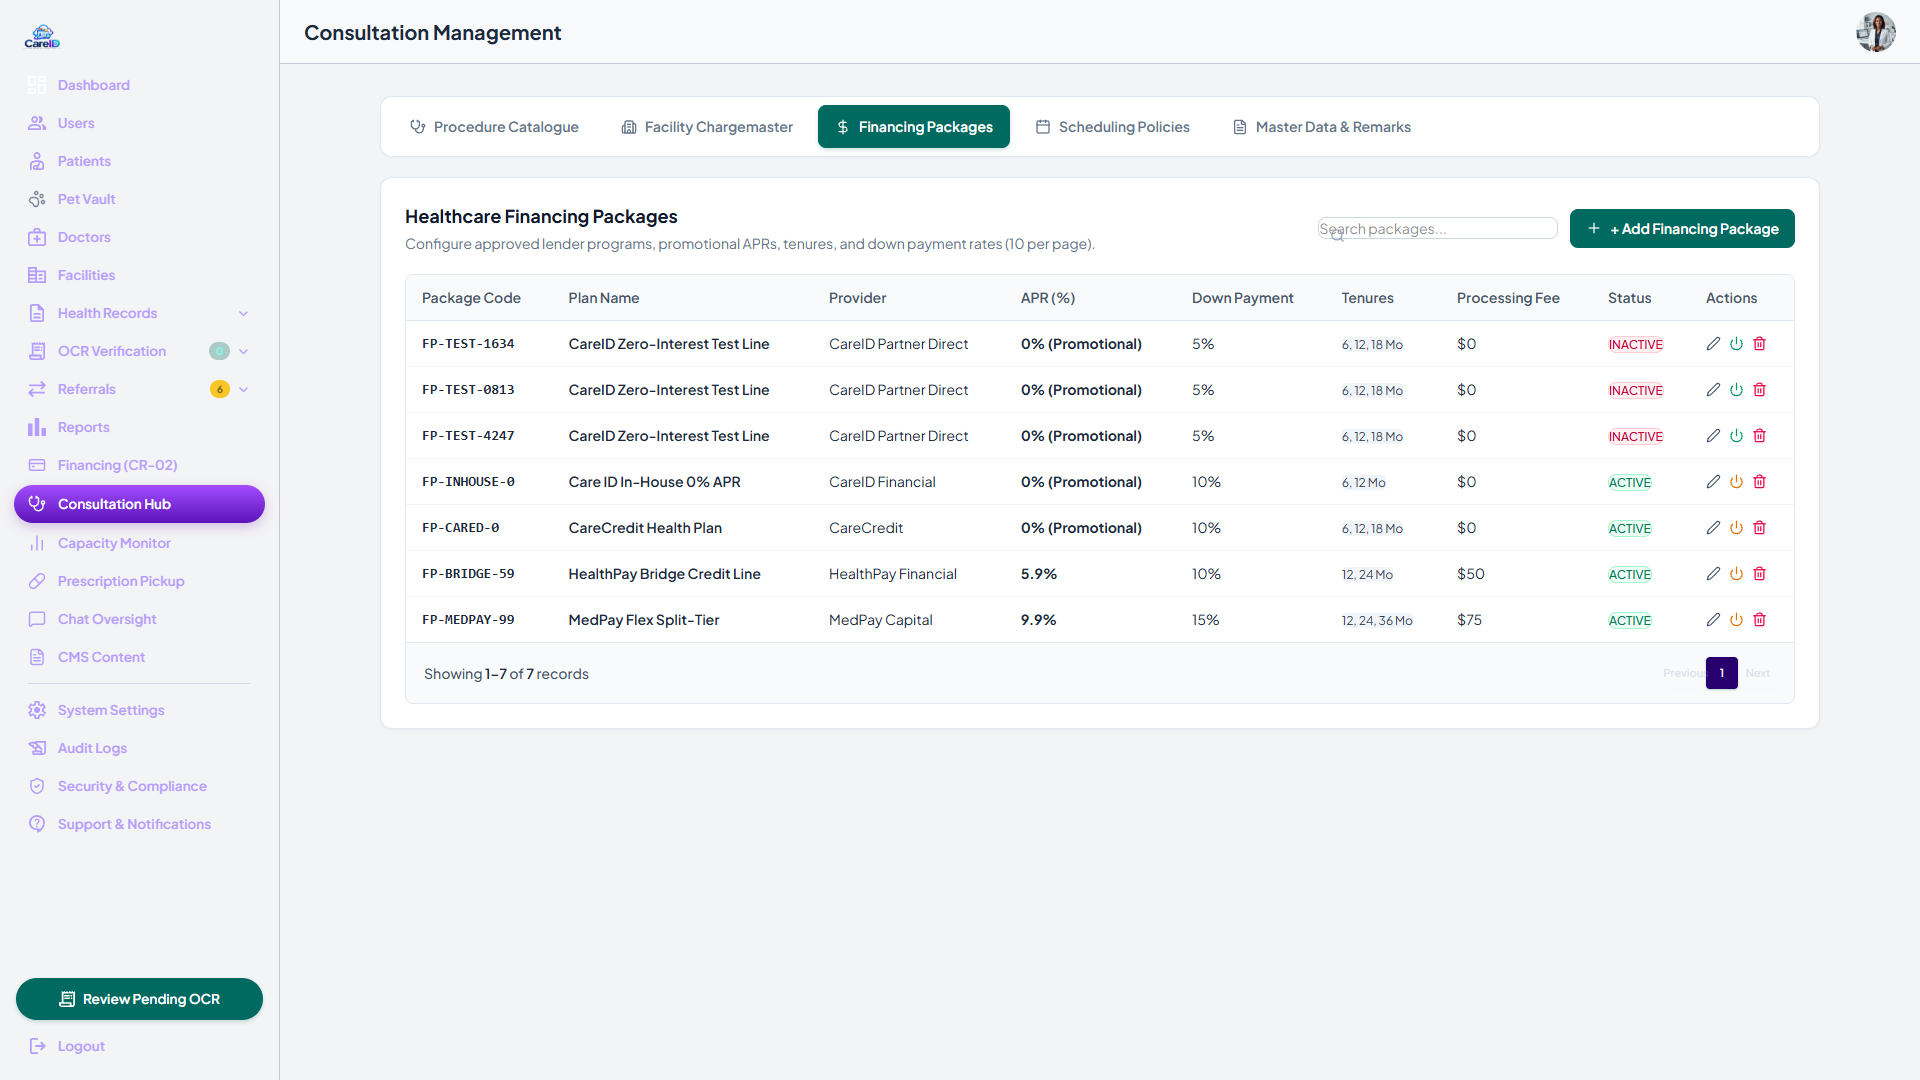 CareID
Consultation Management
Dashboard
Users
Patients
Pet Vault
Doctors
Facilities
Health Records
OCR Verification 0
Referrals 6
Reports
Financing (CR-02)
Consultation Hub
Capacity Monitor
Prescription Pickup
Chat Oversight
CMS Content
System Settings
Audit Logs
Security & Compliance
Support & Notifications
Review Pending OCR
Logout
Procedure Catalogue Facility Chargemaster Financing Packages Scheduling Policies Master Data & Remarks
Healthcare Financing Packages
Configure approved lender programs, promotional APRs, tenures, and down payment rates (10 per page).
Search packages...
+ + Add Financing Package
Package Code Plan Name Provider APR (%) Down Payment Tenures Processing Fee Status Actions
FP-TEST-1634 CareID Zero-Interest Test Line CareID Partner Direct 0% (Promotional) 5% 6, 12, 18 Mo $0 INACTIVE
FP-TEST-0813 CareID Zero-Interest Test Line CareID Partner Direct 0% (Promotional) 5% 6, 12, 18 Mo $0 INACTIVE
FP-TEST-4247 CareID Zero-Interest Test Line CareID Partner Direct 0% (Promotional) 5% 6, 12, 18 Mo $0 INACTIVE
FP-INHOUSE-0 Care ID In-House 0% APR CareID Financial 0% (Promotional) 10% 6, 12 Mo $0 ACTIVE
FP-CARED-0 CareCredit Health Plan CareCredit 0% (Promotional) 10% 6, 12, 18 Mo $0 ACTIVE
FP-BRIDGE-59 HealthPay Bridge Credit Line HealthPay Financial 5.9% 10% 12, 24 Mo $50 ACTIVE
FP-MEDPAY-99 MedPay Flex Split-Tier MedPay Capital 9.9% 15% 12, 24, 36 Mo $75 ACTIVE
Showing 1–7 of 7 records
Previous 1 Next